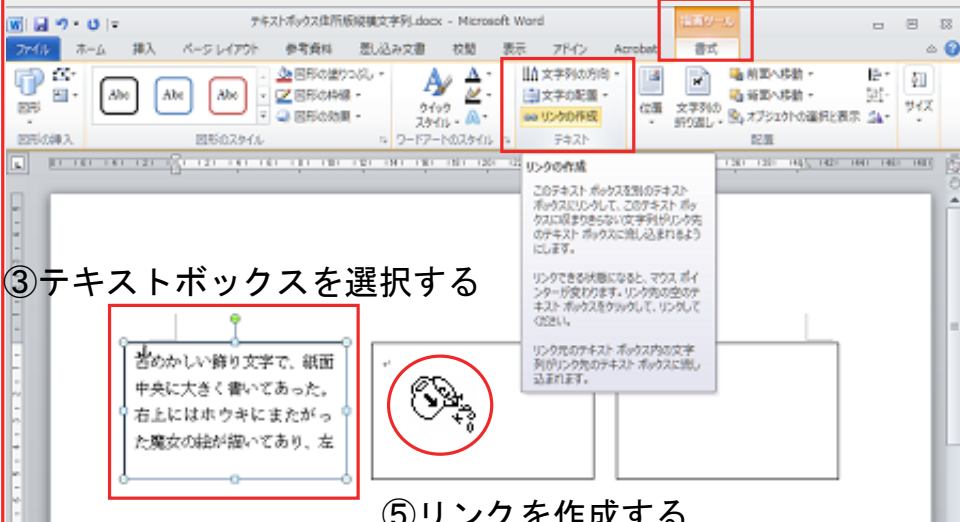 テキストボックス住所版縦横文字列.docx - Microsoft Word
描画ツール
ファイル ホーム 挿入 ページ レイアウト 参考資料 差し込み文書 校閲 表示 アドイン Acrobat 書式
図形
Abc Abc Abc
図形の塗りつぶし
図形の枠線
図形の効果
クイック
スタイル
文字列の方向
文字の配置
リンクの作成
位置
文字列の
折り返し
前面へ移動
背面へ移動
オブジェクトの選択と表示
サイズ
図形の挿入 図形のスタイル ワードアートのスタイル テキスト 配置
リンクの作成
このテキスト ボックスを別のテキスト
ボックスにリンクして、このテキスト ボッ
クスに収まりきらない文字列がリンク先
のテキスト ボックスに流し込まれるよう
にします。
リンクできる状態になると、マウス ポイ
ンターが変わります。リンク先の空のテ
キスト ボックスをクリックして、リンクして
ください。
リンク元のテキスト ボックス内の文字
列がリンク先のテキスト ボックスに流し
込まれます。
③テキストボックスを選択する
古めかしい飾り文字で、紙面
中央に大きく書いてあった。
右上にはホウキにまたがっ
た魔女の絵が描いてあり、左
⑤リンクを作成する